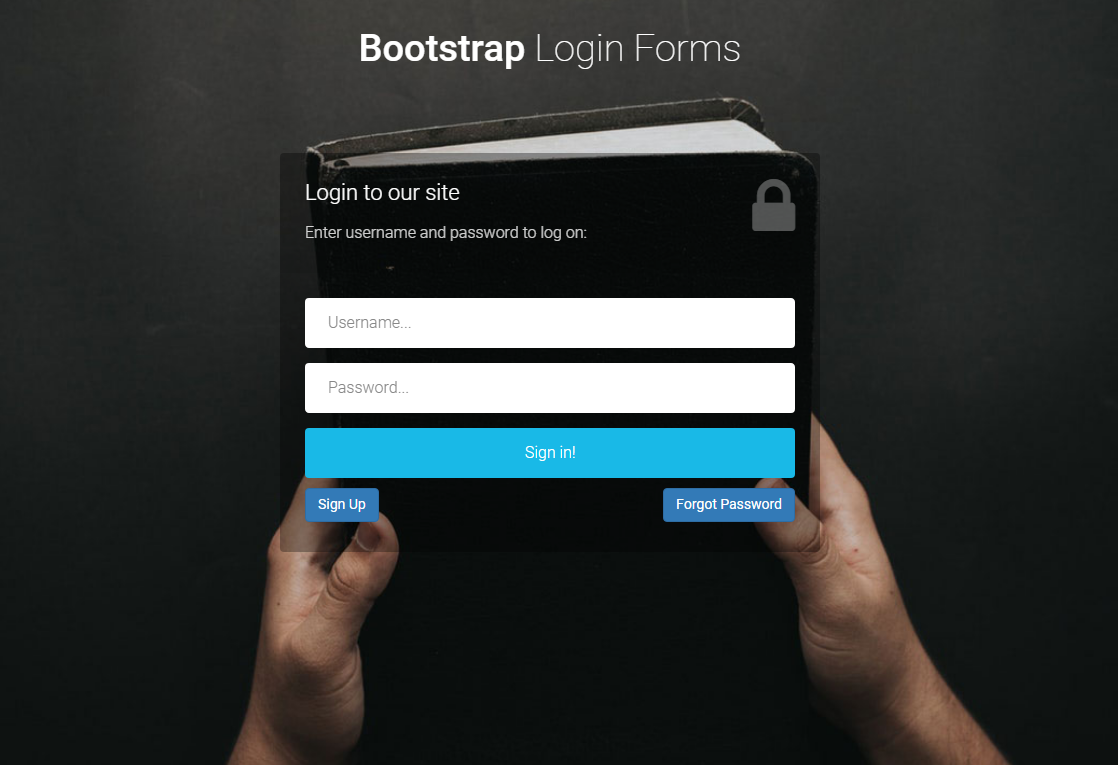 Bootstrap Login Forms
Login to our site
Enter username and password to log on:
Username...
Password...
Sign in!
Sign Up
Forgot Password